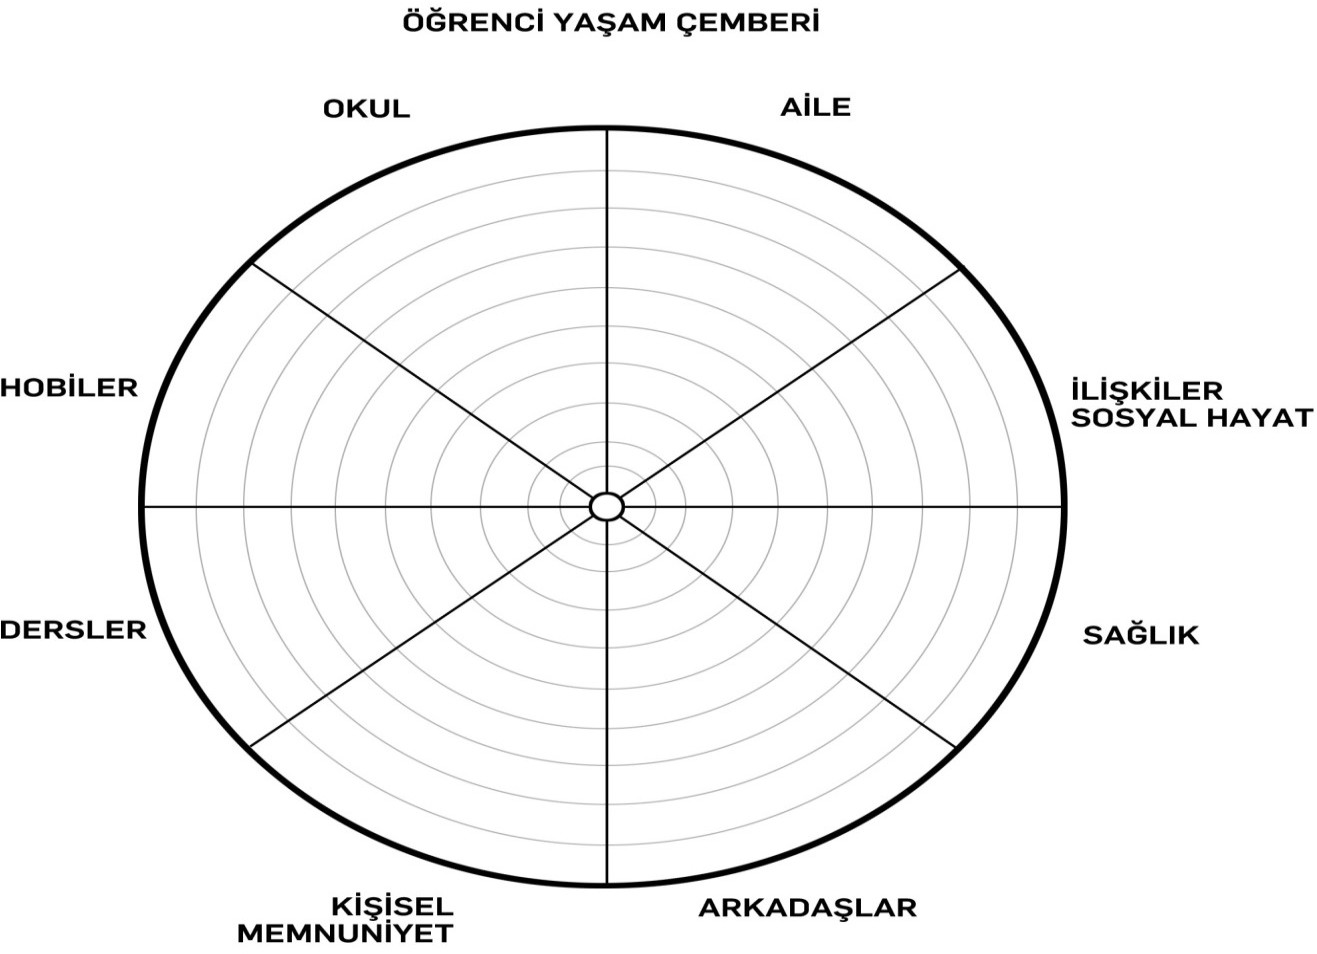 ÖĞRENCİ YAŞAM ÇEMBERİ
OKUL
AİLE
HOBİLER
İLİŞKİLER
SOSYAL HAYAT
DERSLER
SAĞLIK
KİŞİSEL
MEMNUNİYET
ARKADAŞLAR